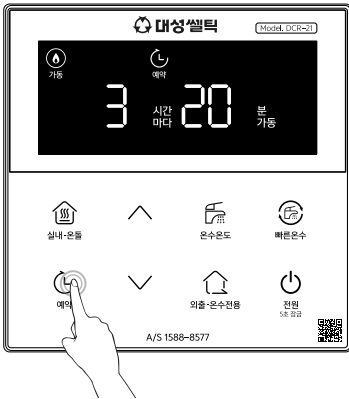 대성쎌틱
Model. DCR-21
가동
예약
3 시간마다 20 분 가동
실내·온돌
온수온도
빠른온수
예약
외출·온수전용
전원
5초 잠금
A/S 1588-8577